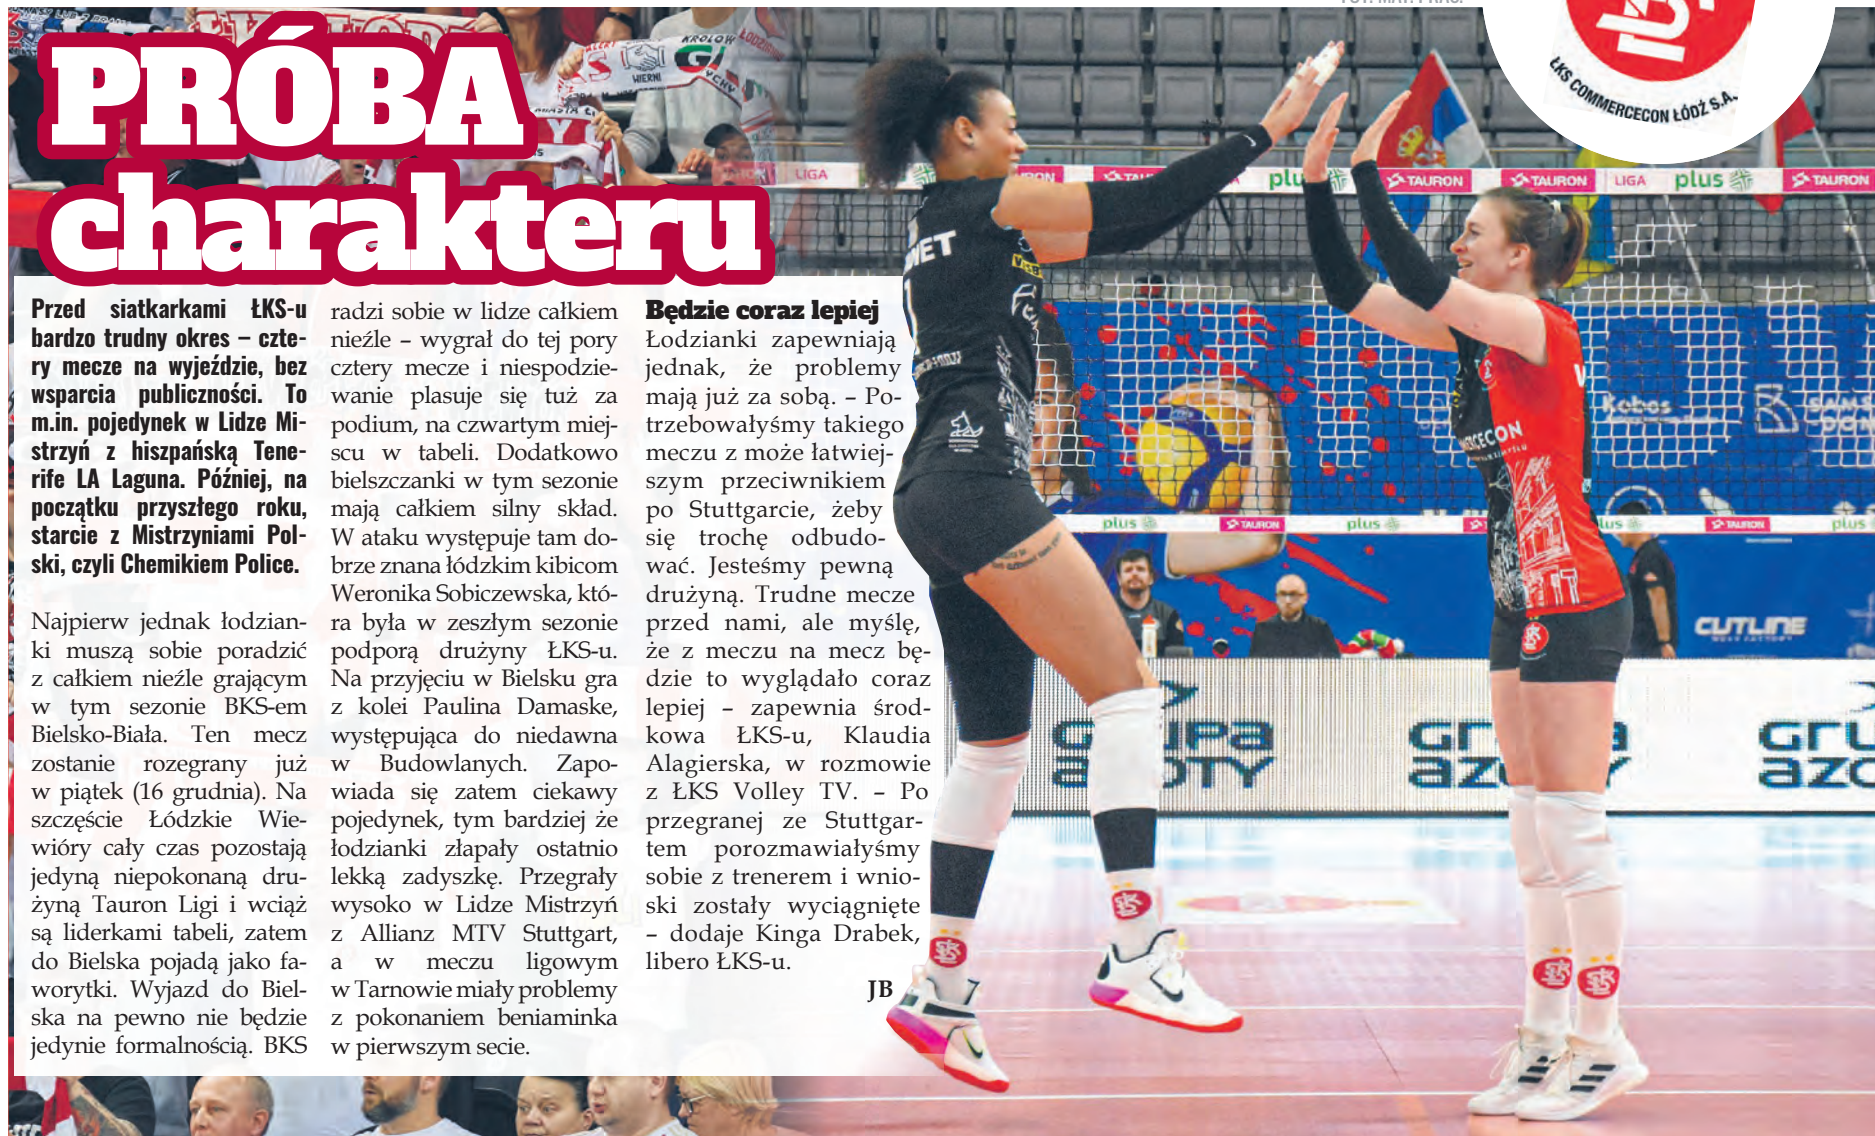 PRÓBA
charakteru
Przed siatkarkami ŁKS-u
bardzo trudny okres – czte-
ry mecze na wyjeździe, bez
wsparcia publiczności. To
m.in. pojedynek w Lidze Mi-
strzyń z hiszpańską Tene-
rife LA Laguna. Później, na
początku przyszłego roku,
starcie z Mistrzyniami Pol-
ski, czyli Chemikiem Police.
Najpierw jednak łodzian-
ki muszą sobie poradzić
z całkiem nieźle grającym
w tym sezonie BKS-em
Bielsko-Biała. Ten mecz
zostanie rozegrany już
w piątek (16 grudnia). Na
szczęście Łódzkie Wie-
wióry cały czas pozostają
jedyną niepokonaną dru-
żyną Tauron Ligi i wciąż
są liderkami tabeli, zatem
do Bielska pojadą jako fa-
worytki. Wyjazd do Biel-
ska na pewno nie będzie
jedynie formalnością. BKS
radzi sobie w lidze całkiem
nieźle – wygrał do tej pory
cztery mecze i niespodzie-
wanie plasuje się tuż za
podium, na czwartym miej-
scu w tabeli. Dodatkowo
bielszczanki w tym sezonie
mają całkiem silny skład.
W ataku występuje tam do-
brze znana łódzkim kibicom
Weronika Sobiczewska, któ-
ra była w zeszłym sezonie
podporą drużyny ŁKS-u.
Na przyjęciu w Bielsku gra
z kolei Paulina Damaske,
występująca do niedawna
w Budowlanych. Zapo-
wiada się zatem ciekawy
pojedynek, tym bardziej że
łodzianki złapały ostatnio
lekką zadyszkę. Przegrały
wysoko w Lidze Mistrzyń
z Allianz MTV Stuttgart,
a w meczu ligowym
w Tarnowie miały problemy
z pokonaniem beniaminka
w pierwszym secie.
Będzie coraz lepiej
Łodzianki zapewniają
jednak, że problemy
mają już za sobą. – Po-
trzebowałyśmy takiego
meczu z może łatwiej-
szym przeciwnikiem
po Stuttgarcie, żeby
się trochę odbudo-
wać. Jesteśmy pewną
drużyną. Trudne mecze
przed nami, ale myślę,
że z meczu na mecz bę-
dzie to wyglądało coraz
lepiej – zapewnia środ-
kowa ŁKS-u, Klaudia
Alagierska, w rozmowie
z ŁKS Volley TV. – Po
przegranej ze Stuttgar-
tem porozmawiałyśmy
sobie z trenerem i wnio-
ski zostały wyciągnięte
– dodaje Kinga Drabek,
libero ŁKS-u.
JB
ŁKS COMMERCECON ŁÓDŹ S.A.
KRÓLOW
WIERNI
LIGA
TAURON
TAURON LIGA plus TAURON
plus TAURON plus TAURON plus
CUTLINE
GRUPA
AZOTY